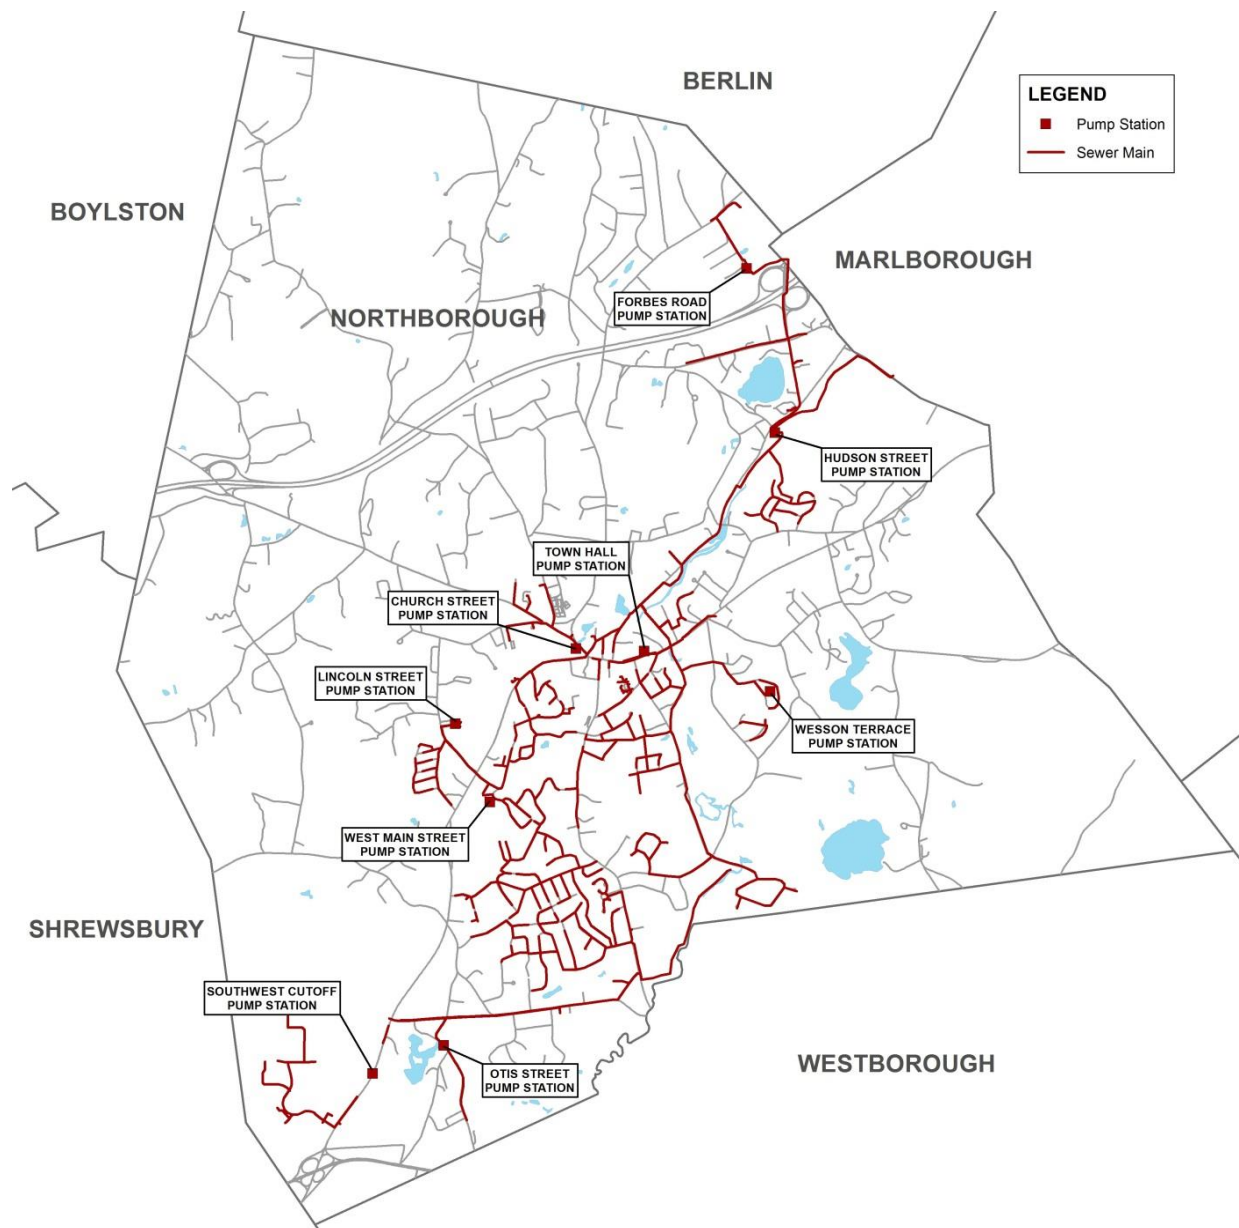 BERLIN
LEGEND
Pump Station
Sewer Main
BOYLSTON
MARLBOROUGH
FORBES ROAD
PUMP STATION
NORTHBOROUGH
HUDSON STREET
PUMP STATION
TOWN HALL
PUMP STATION
CHURCH STREET
PUMP STATION
LINCOLN STREET
PUMP STATION
WESSON TERRACE
PUMP STATION
WEST MAIN STREET
PUMP STATION
SHREWSBURY
SOUTHWEST CUTOFF
PUMP STATION
WESTBOROUGH
OTIS STREET
PUMP STATION